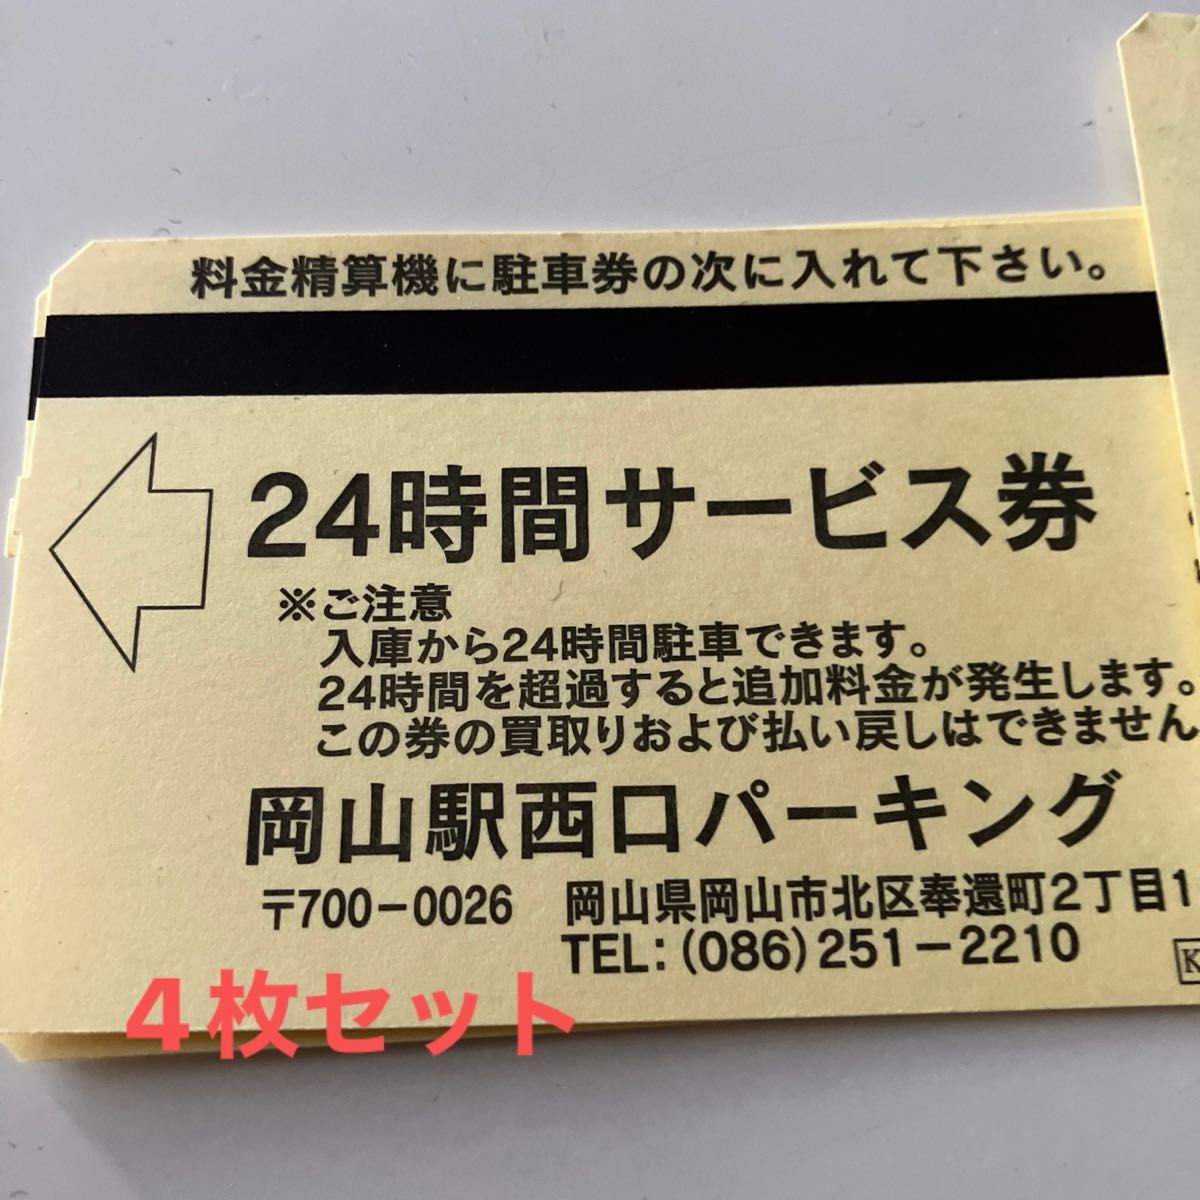 料金精算機に駐車券の次に入れて下さい。
24時間サービス券
※ご注意
入庫から24時間駐車できます。
24時間を超過すると追加料金が発生します。
この券の買取りおよび払い戻しはできません
岡山駅西口パーキング
〒700-0026 岡山県岡山市北区奉還町2丁目1
TEL:(086)251-2210
K
4枚セット